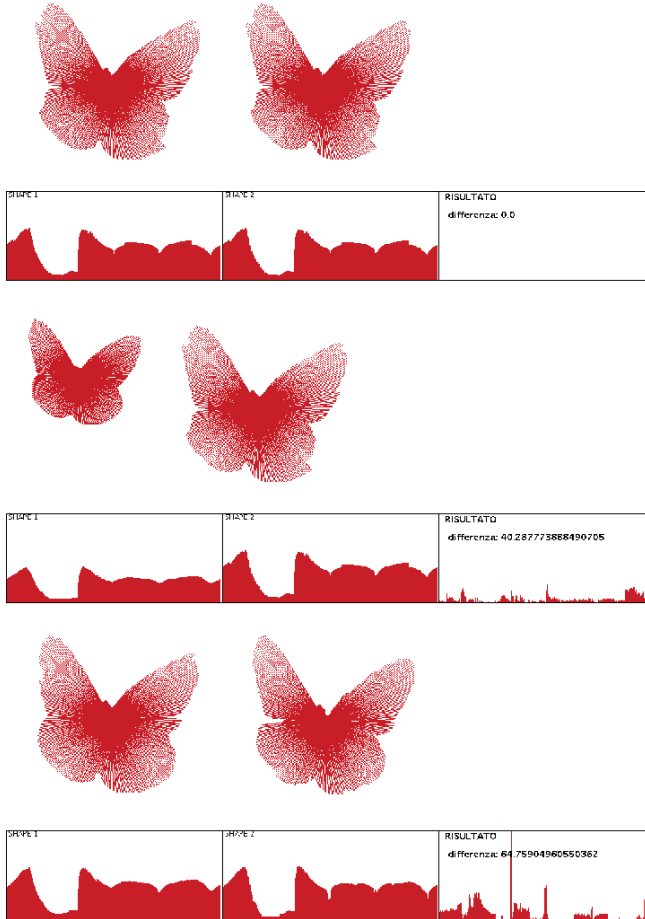 SHAPE 1
SHAPE 2
RISULTATO
differenza: 0.0
SHAPE 1
SHAPE 2
RISULTATO
differenza: 40.287773888490705
SHAPE 1
SHAPE 2
RISULTATO
differenza: 64.75904960550362